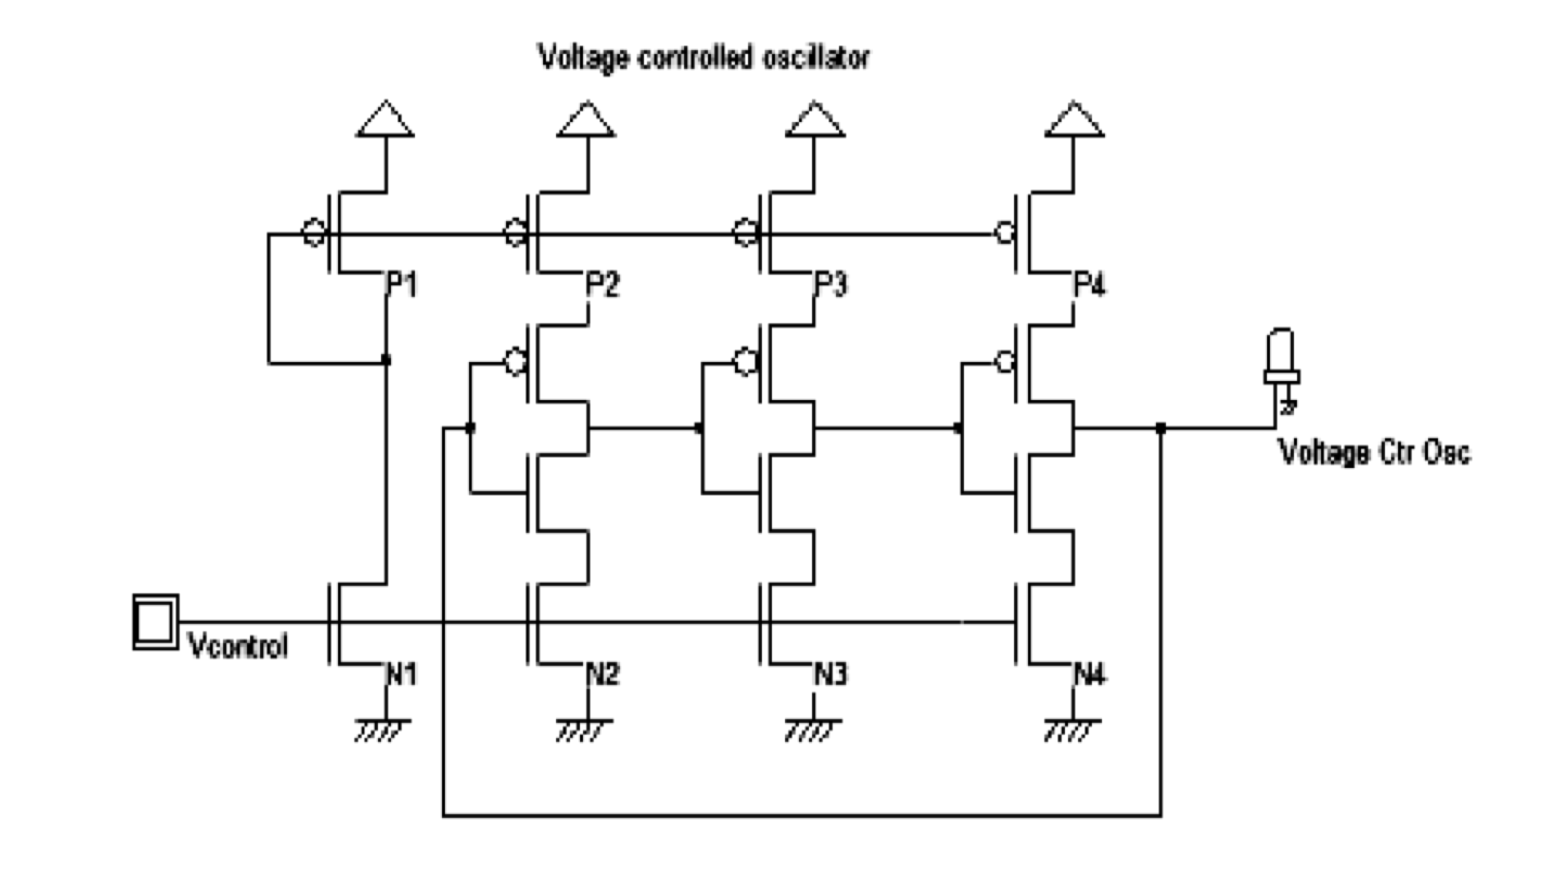 Voltage controlled oscillator
P1
P2
P3
P4
Voltage Ctr Osc
Vcontrol
N1
N2
N3
N4